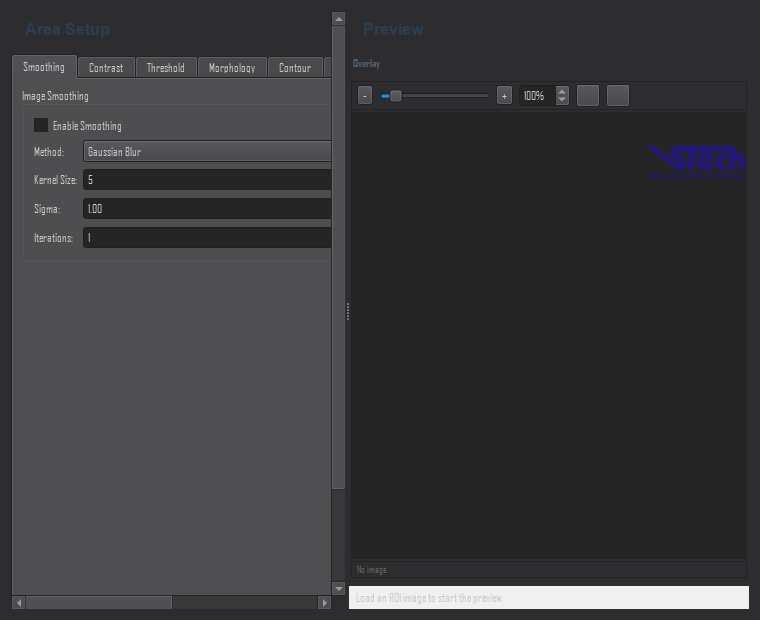 Area Setup
Smoothing
Contrast
Threshold
Morphology
Contour
Image Smoothing
Enable Smoothing
Method:
Gaussian Blur
Kernel Size:
5
Sigma:
1.00
Iterations:
1
Preview
Overlay
-
+
100%
VSTech
No image
Load an ROI image to start the preview.